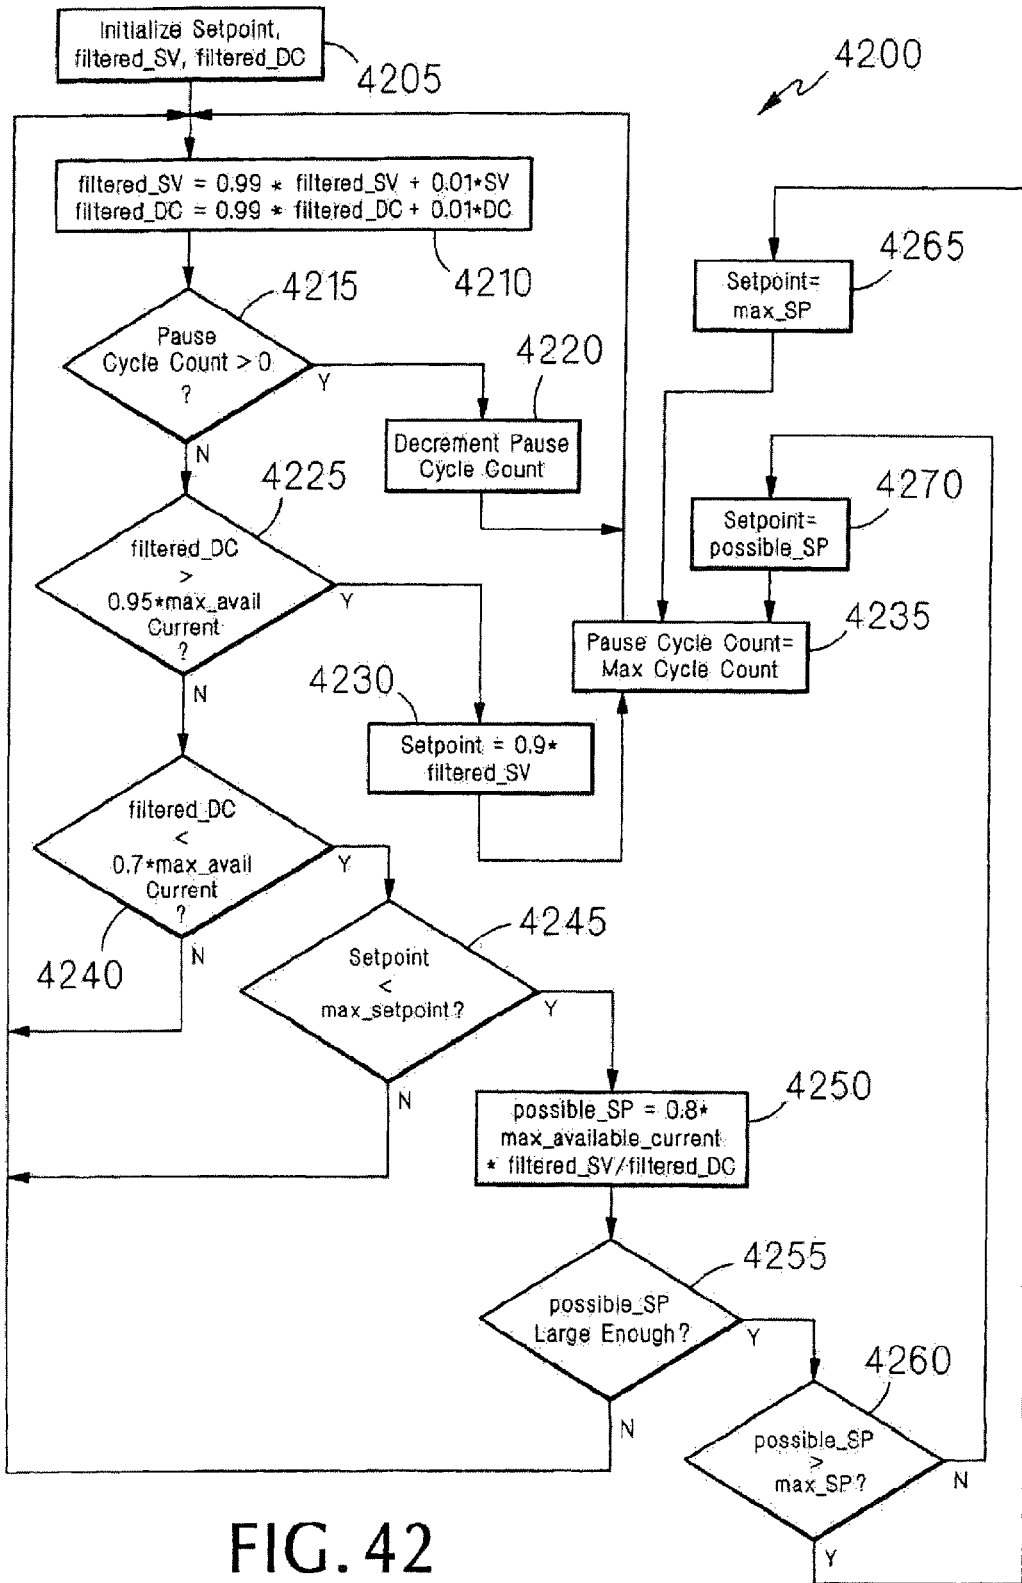 Initialize Setpoint,
filtered_SV, filtered_DC
4205
4200
filtered_SV = 0.99 * filtered_SV + 0.01*SV
filtered_DC = 0.99 * filtered_DC + 0.01*DC
4210
4265
Setpoint=
max_SP
4215
Pause
Cycle Count > 0
?
Y
N
4220
Decrement Pause
Cycle Count
4225
filtered_DC
>
0.95*max_avail
Current
?
Y
N
4270
Setpoint=
possible_SP
4235
Pause Cycle Count=
Max Cycle Count
4230
Setpoint = 0.9*
filtered_SV
filtered_DC
<
0.7*max_avail
Current
?
Y
N
4240
4245
Setpoint
<
max_setpoint?
Y
N
4250
possible_SP = 0.8*
max_available_current
* filtered_SV/filtered_DC
4255
possible_SP
Large Enough?
Y
N
4260
possible_SP
>
max_SP?
N
Y
FIG. 42